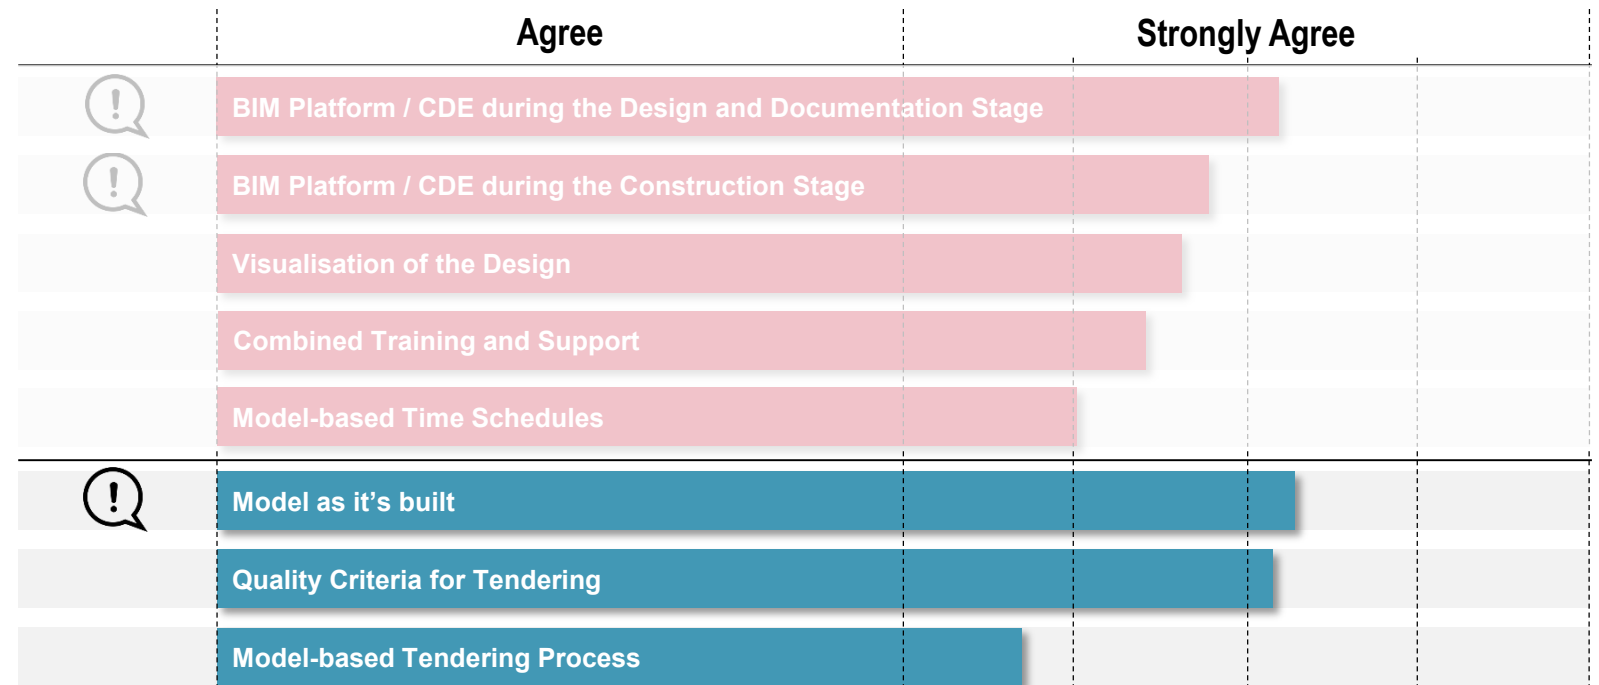 Agree
Strongly Agree
!
BIM Platform / CDE during the Design and Documentation Stage
!
BIM Platform / CDE during the Construction Stage
Visualisation of the Design
Combined Training and Support
Model-based Time Schedules
!
Model as it’s built
Quality Criteria for Tendering
Model-based Tendering Process